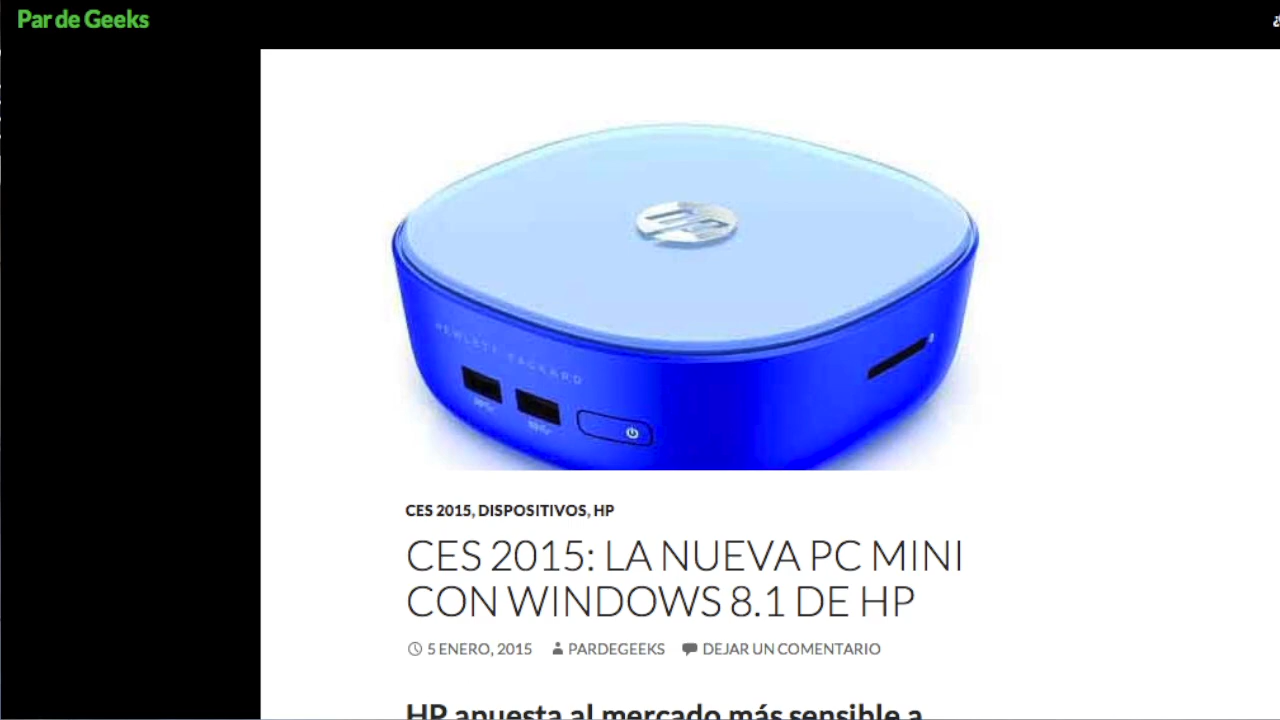 Par de Geeks
hp
HEWLETT PACKARD
CES 2015, DISPOSITIVOS, HP
CES 2015: LA NUEVA PC MINI
CON WINDOWS 8.1 DE HP
5 ENERO, 2015 PARDEGEEKS DEJAR UN COMENTARIO
HP apuesta al mercado más sensible a